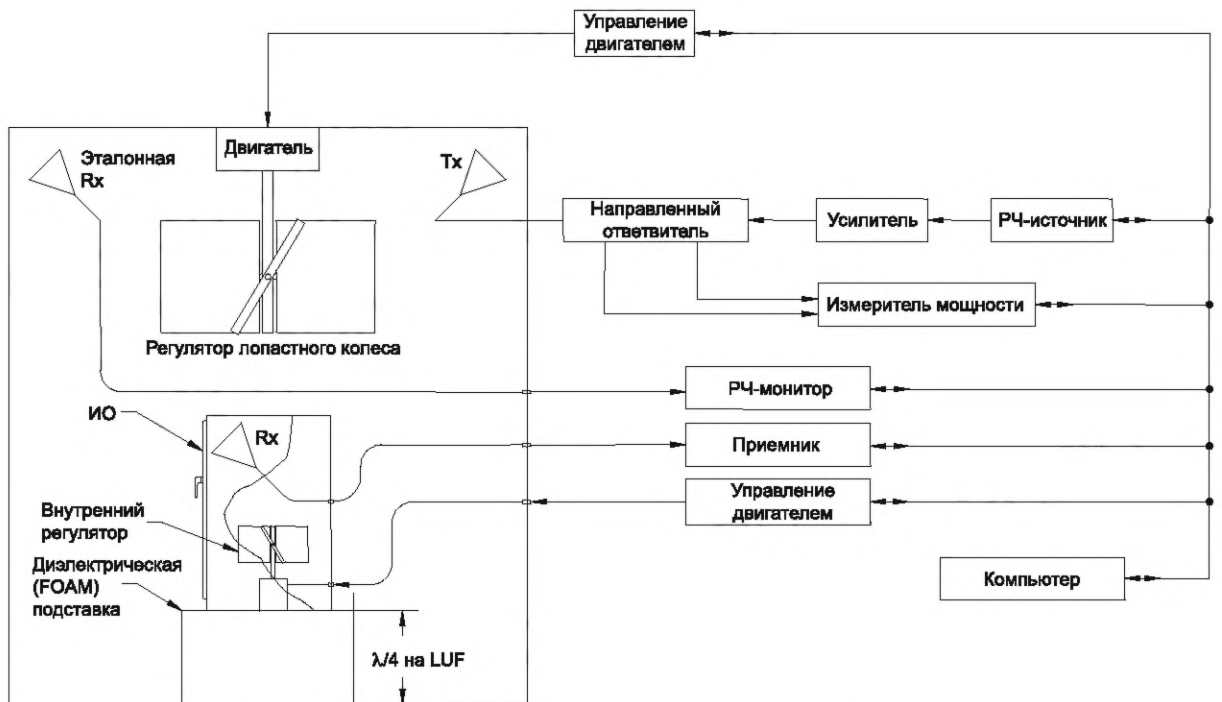 Управление
двигателем
Двигатель
Эталонная
Rx
Tx
Направленный
ответвитель
Усилитель
РЧ-источник
Измеритель мощности
Регулятор лопастного колеса
РЧ-монитор
ИО
Rx
Приемник
Управление
двигателем
Внутренний
регулятор
Диэлектрическая
(FOAM)
подставка
Компьютер
λ/4 на LUF